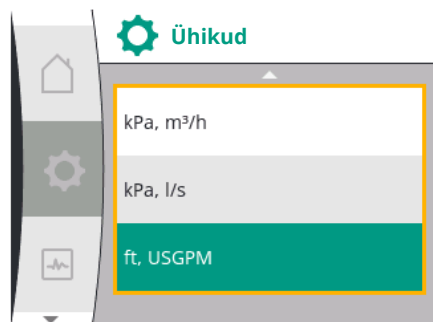 Ühikud
kPa, m³/h
kPa, l/s
ft, USGPM